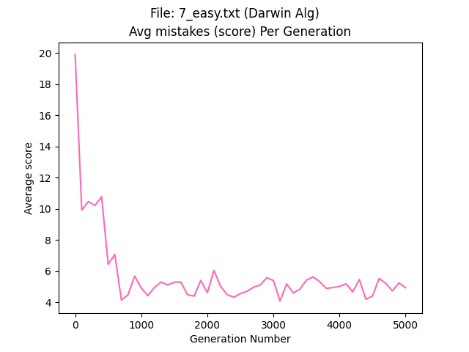 File: 7_easy.txt (Darwin Alg)
Avg mistakes (score) Per Generation
20
18
16
14
12
10
8
6
4
Average score
0 1000 2000 3000 4000 5000
Generation Number